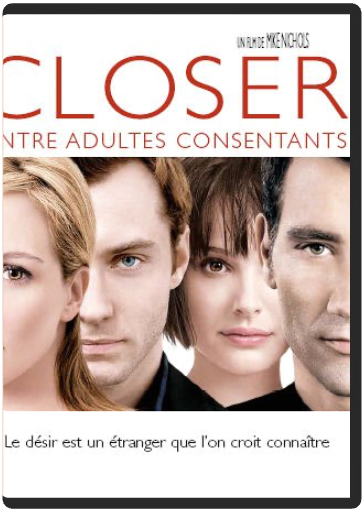 UN FILM DE MIKE NICHOLS
CLOSER
NTRE ADULTES CONSENTANTS
Le désir est un étranger que l'on croit connaître